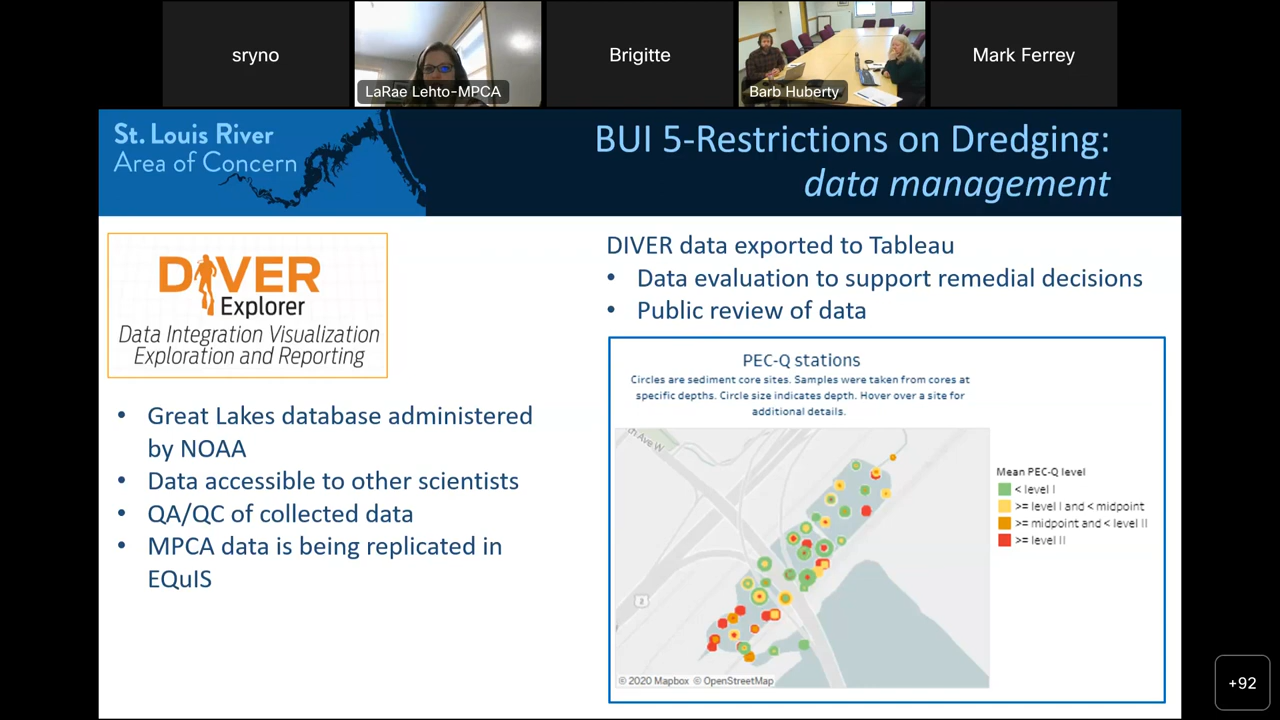 sryno
LaRae Lehto-MPCA
Brigitte
Barb Huberty
Mark Ferrey
St. Louis River
Area of Concern
BUI 5-Restrictions on Dredging:
data management
DIVER
Explorer
Data Integration Visualization
Exploration and Reporting
• Great Lakes database administered
by NOAA
• Data accessible to other scientists
• QA/QC of collected data
• MPCA data is being replicated in
EQuIS
DIVER data exported to Tableau
• Data evaluation to support remedial decisions
• Public review of data
PEC-Q stations
Circles are sediment core sites. Samples were taken from cores at
specific depths. Circle size indicates depth. Hover over a site for
additional details.
th Ave W
2
© 2020 Mapbox © OpenStreetMap
Mean PEC-Q level
< level I
>= level I and < midpoint
>= midpoint and < level II
>= level II
+92